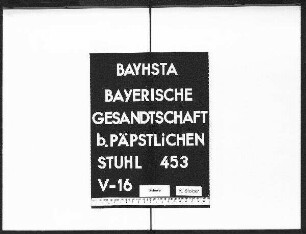 BAYHSTA
BAYERISCHE
GESANDTSCHAFT
b. PÄPSTLiCHEN
STUHL 453
V-16